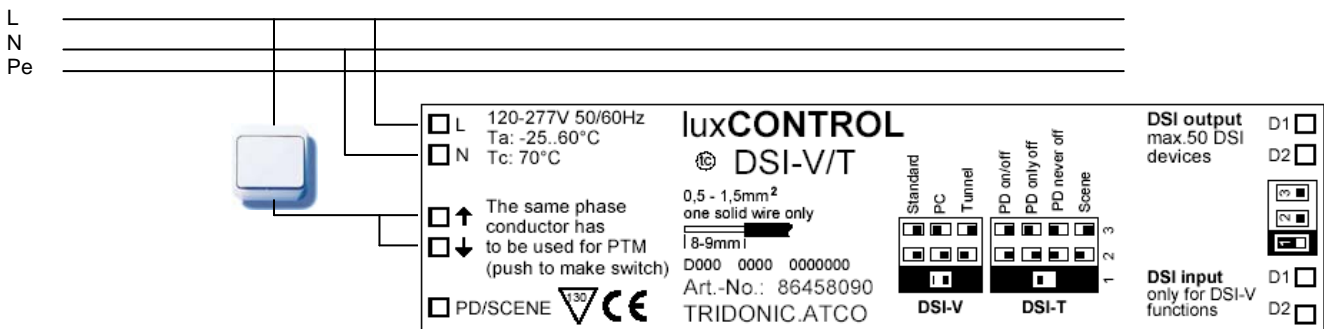 L
N
Pe
L 120-277V 50/60Hz
Ta: -25..60°C
N Tc: 70°C
↑ The same phase
conductor has
↓ to be used for PTM
(push to make switch)
PD/SCENE 130 CE
luxCONTROL
tc DSI-V/T
0,5 - 1,5mm²
one solid wire only
8-9mm
D000 0000 0000000
Art.-No.: 86458090
TRIDONIC.ATCO
Standard
PC
Tunnel
PD on/off
PD only off
PD never off
Scene
3
2
1
DSI-V DSI-T
DSI output D1
max.50 DSI
devices D2
3
2
1
DSI input D1
only for DSI-V
functions D2